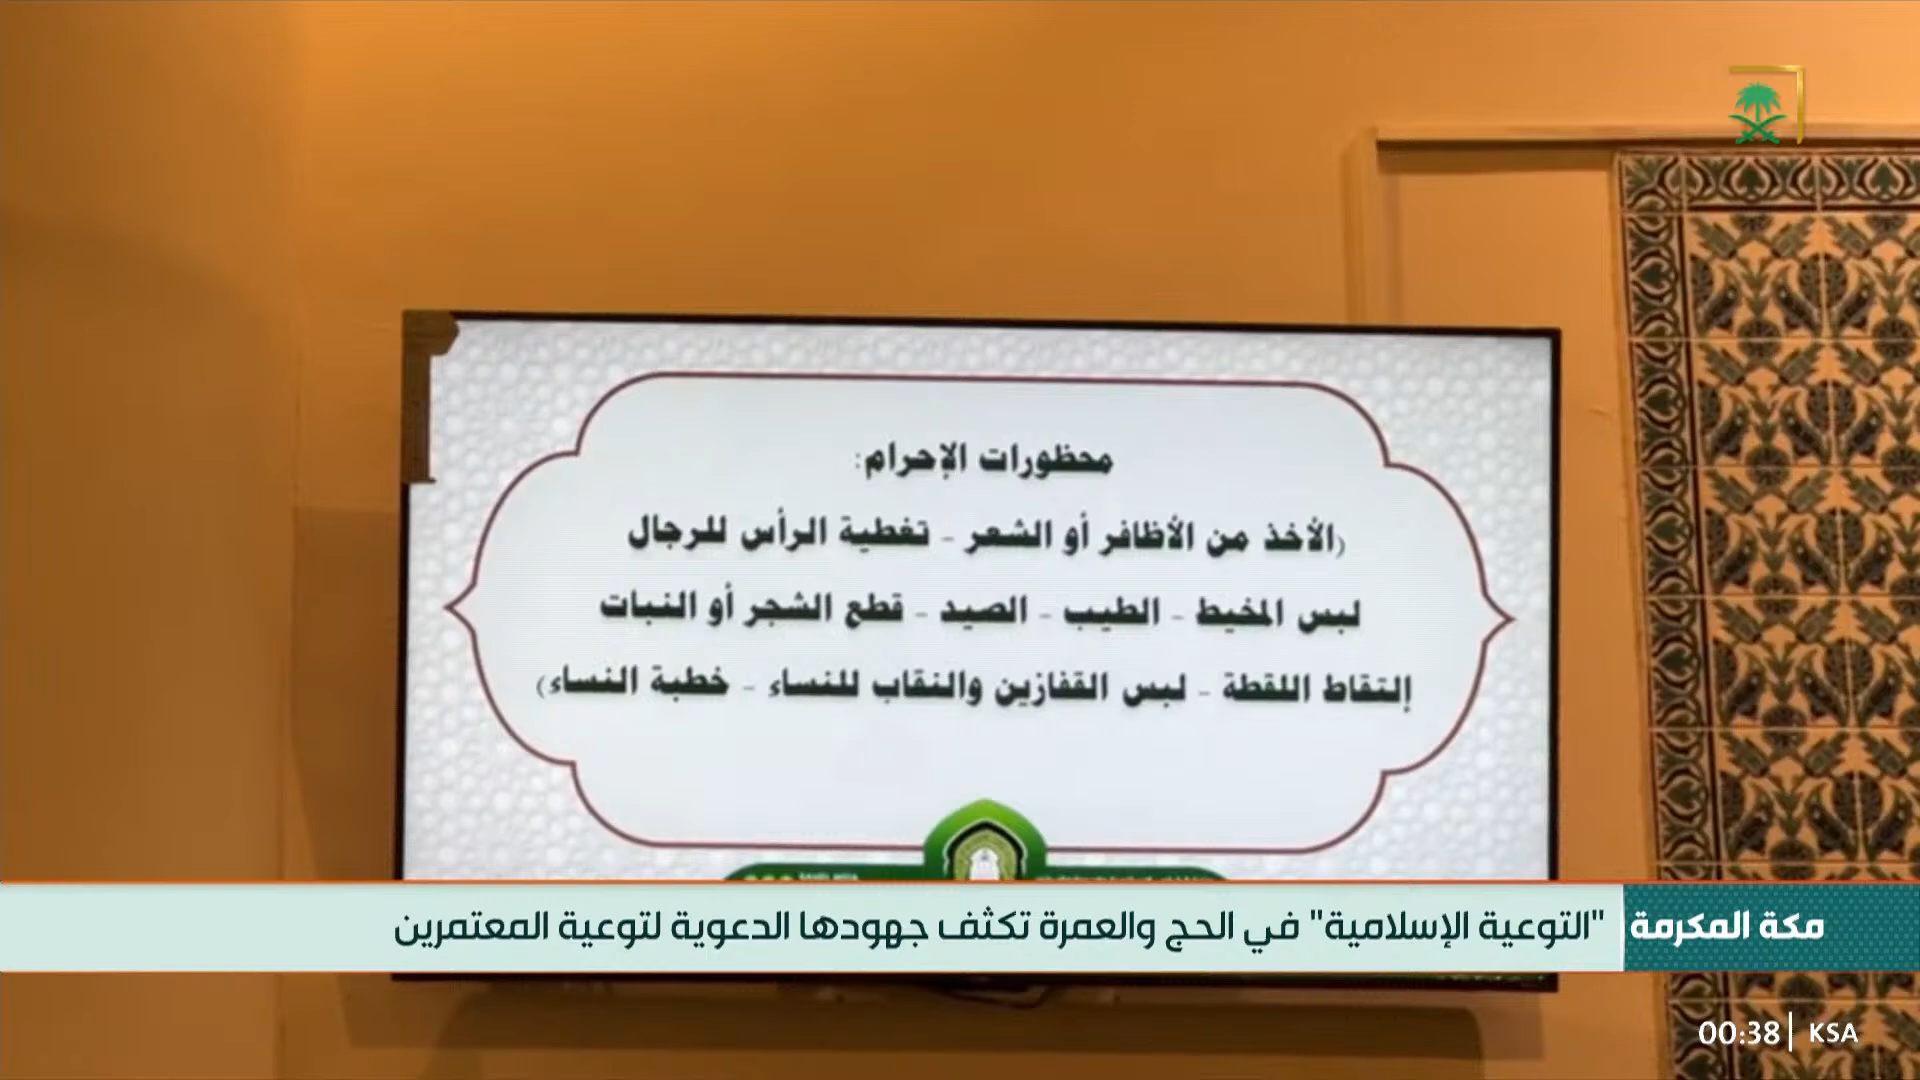 محظورات الإحرام:
(الأخذ من الأظافر أو الشعر - تغطية الرأس للرجال
لبس المخيط - الطيب - الصيد - قطع الشجر أو النبات
إلتقاط اللقطة - لبس القفازين والنقاب للنساء - خطبة النساء)
مكة المكرمة
"التوعية الإسلامية" في الحج والعمرة تكثف جهودها الدعوية لتوعية المعتمرين
00:38 | KSA